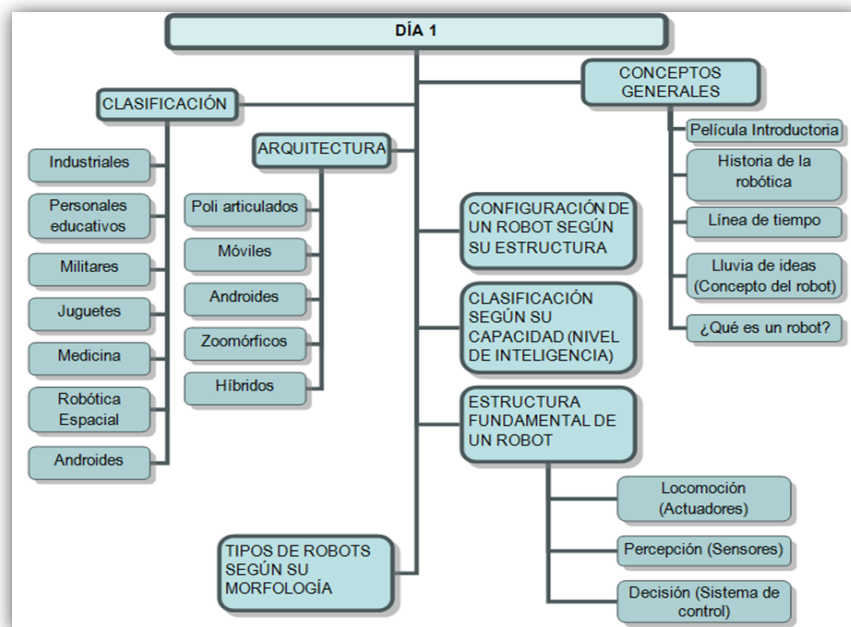 DÍA 1
CLASIFICACIÓN
Industriales
Personales
educativos
Militares
Juguetes
Medicina
Robótica
Espacial
Androides
ARQUITECTURA
Poli articulados
Móviles
Androides
Zoomórficos
Híbridos
CONCEPTOS
GENERALES
Película Introductoria
Historia de la
robótica
Línea de tiempo
Lluvia de ideas
(Concepto del robot)
¿Qué es un robot?
CONFIGURACIÓN DE
UN ROBOT SEGÚN
SU ESTRUCTURA
CLASIFICACIÓN
SEGÚN SU
CAPACIDAD (NIVEL
DE INTELIGENCIA)
ESTRUCTURA
FUNDAMENTAL DE
UN ROBOT
Locomoción
(Actuadores)
Percepción (Sensores)
Decisión (Sistema de
control)
TIPOS DE ROBOTS
SEGÚN SU
MORFOLOGÍA